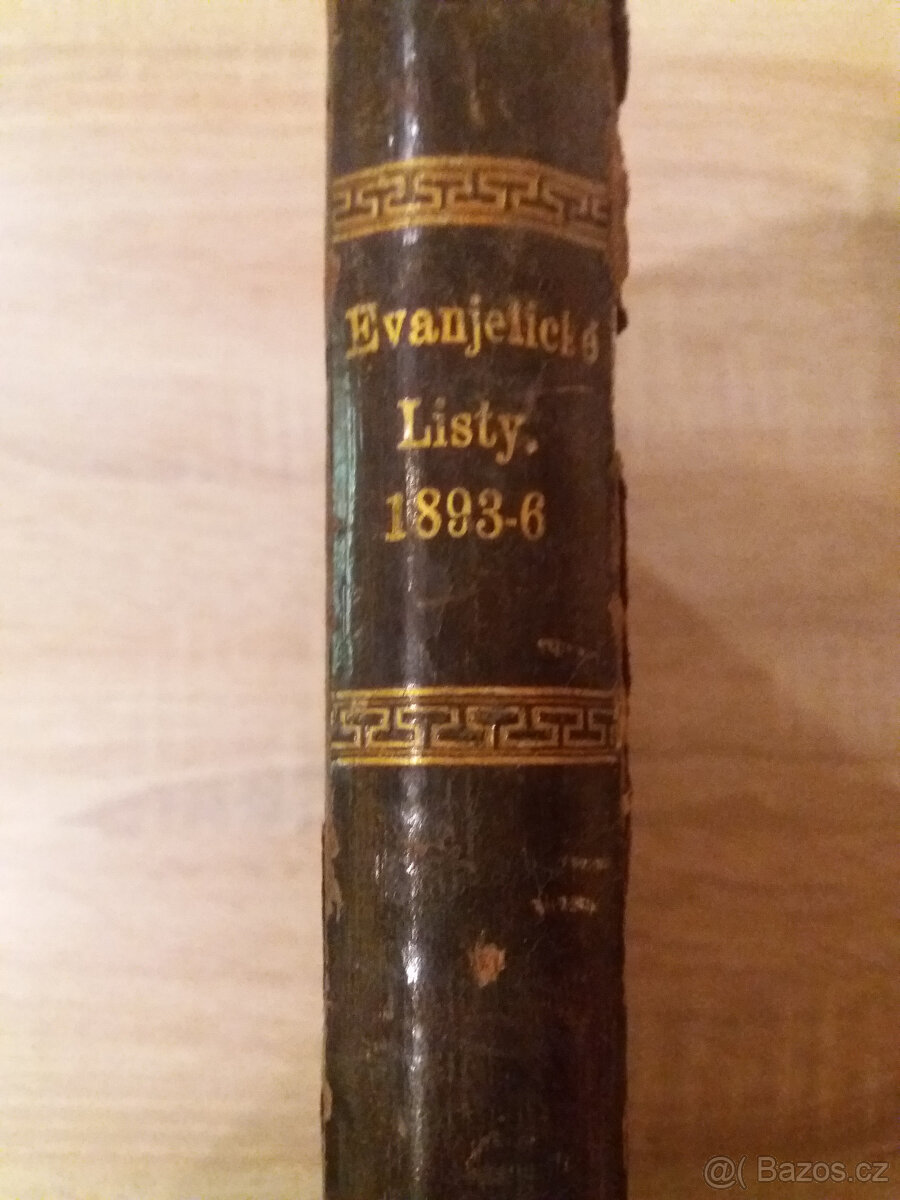 Evanjelické
Listy.
1893-6
@( Bazos.cz